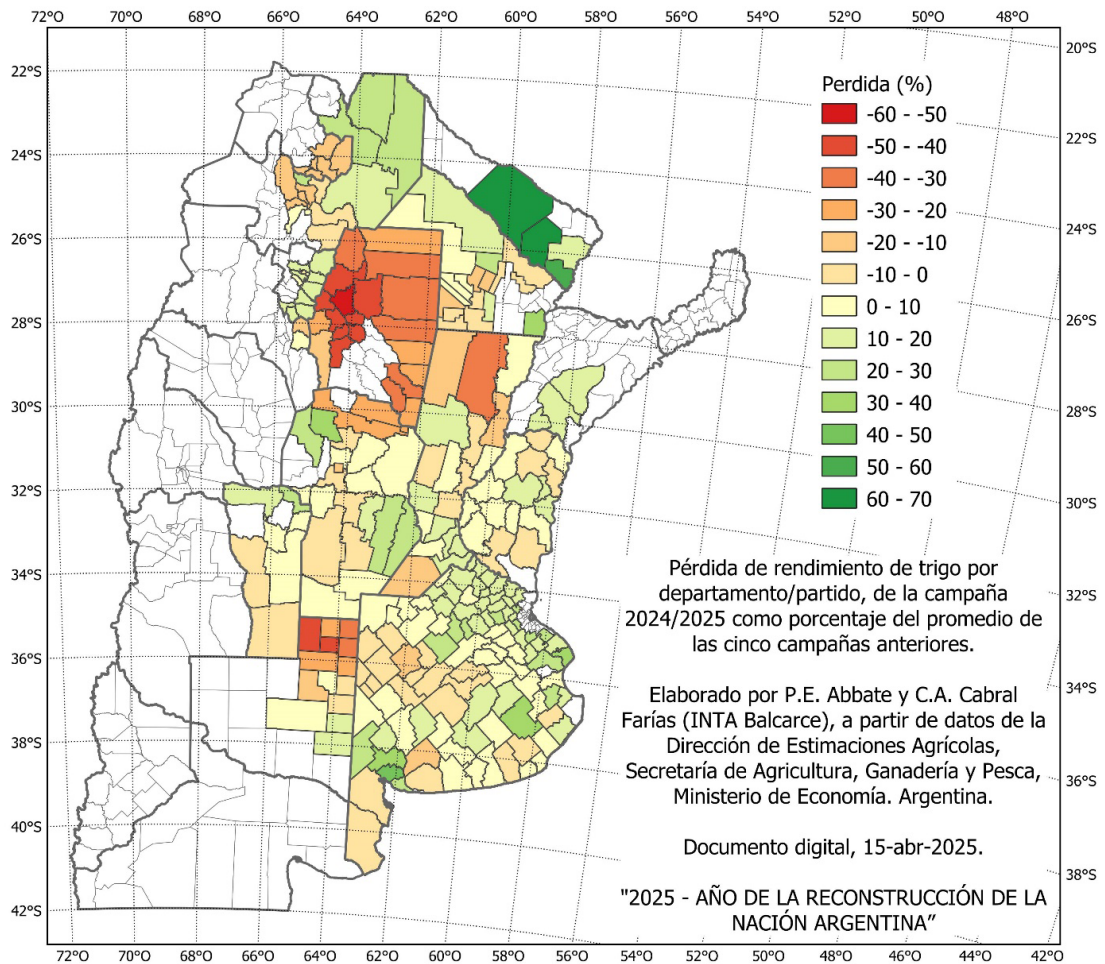 72°O 70°O 68°O 66°O 64°O 62°O 60°O 58°O 56°O 54°O 52°O 50°O 48°O
20°S
22°S
22°S
24°S
24°S
26°S
26°S
28°S
28°S
30°S
30°S
32°S
32°S
34°S
34°S
36°S
36°S
38°S
38°S
40°S
42°S
Perdida (%)
-60 - -50
-50 - -40
-40 - -30
-30 - -20
-20 - -10
-10 - 0
0 - 10
10 - 20
20 - 30
30 - 40
40 - 50
50 - 60
60 - 70
Pérdida de rendimiento de trigo por
departamento/partido, de la campaña
2024/2025 como porcentaje del promedio de
las cinco campañas anteriores.
Elaborado por P.E. Abbate y C.A. Cabral
Farías (INTA Balcarce), a partir de datos de la
Dirección de Estimaciones Agrícolas,
Secretaría de Agricultura, Ganadería y Pesca,
Ministerio de Economía. Argentina.
Documento digital, 15-abr-2025.
"2025 - AÑO DE LA RECONSTRUCCIÓN DE LA
NACIÓN ARGENTINA”
72°O 70°O 68°O 66°O 64°O 62°O 60°O 58°O 56°O 54°O 52°O 50°O 48°O 46°O 44°O 42°O